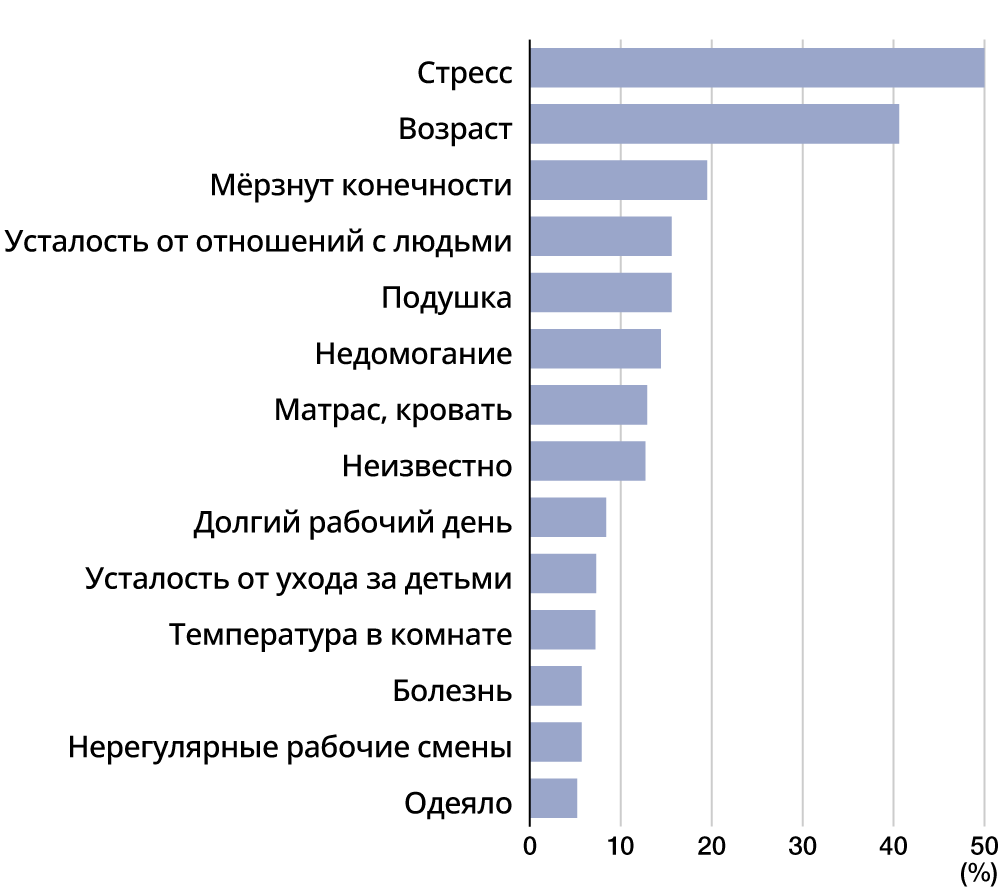 Стресс
Возраст
Мёрзнут конечности
Усталость от отношений с людьми
Подушка
Недомогание
Матрас, кровать
Неизвестно
Долгий рабочий день
Усталость от ухода за детьми
Температура в комнате
Болезнь
Нерегулярные рабочие смены
Одеяло
0 10 20 30 40 50
(%)